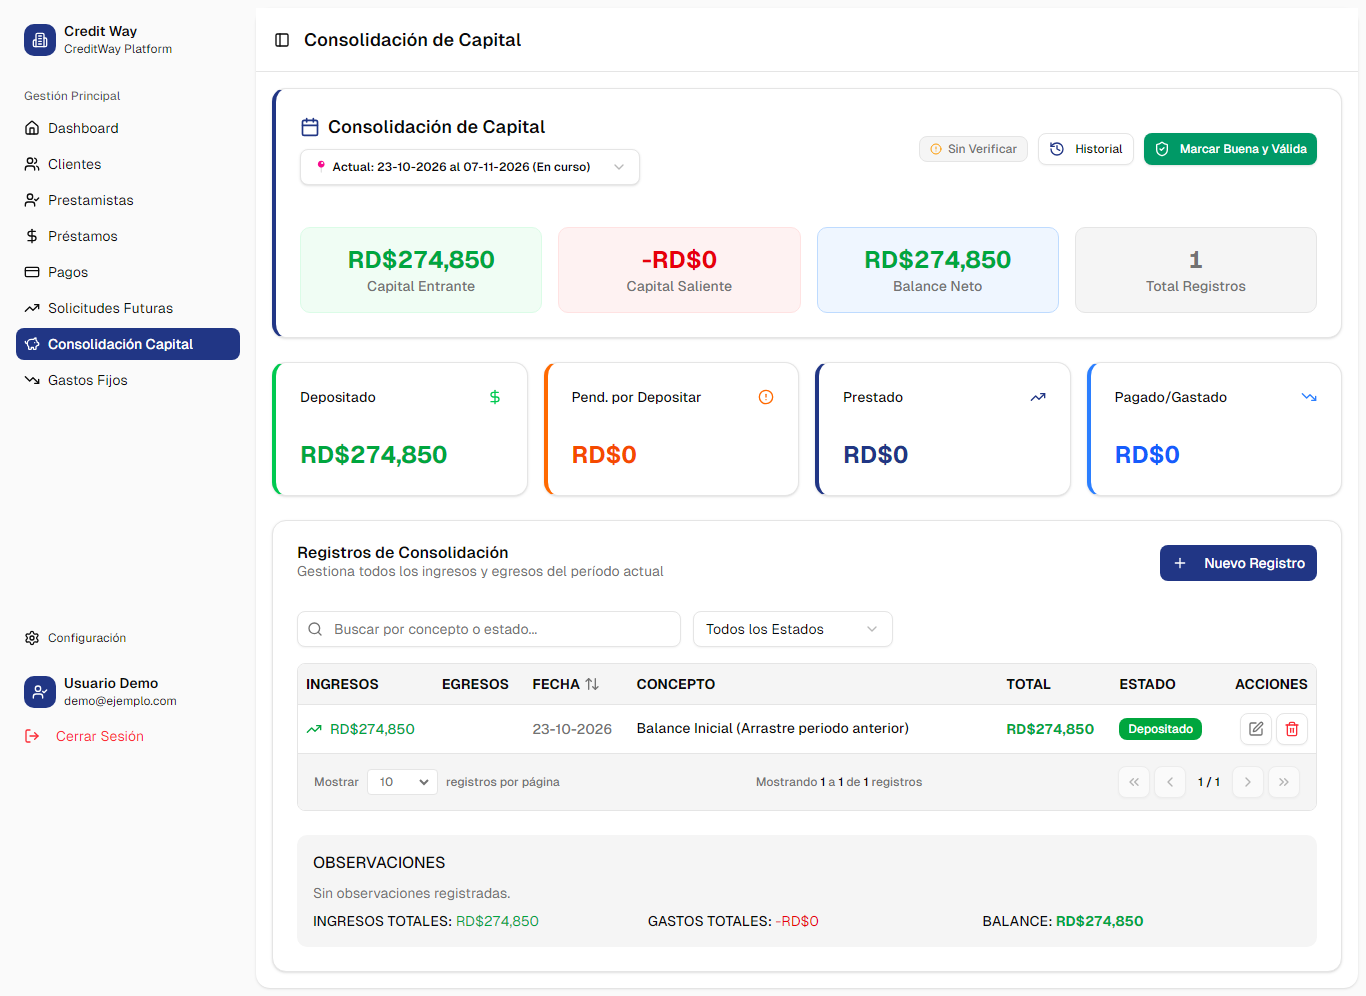 Credit Way
CreditWay Platform
Gestión Principal
Dashboard
Clientes
Prestamistas
Préstamos
Pagos
Solicitudes Futuras
Consolidación Capital
Gastos Fijos
Configuración
Usuario Demo
demo@ejemplo.com
Cerrar Sesión
Consolidación de Capital
Consolidación de Capital
Actual: 23-10-2026 al 07-11-2026 (En curso)
Sin Verificar
Historial
Marcar Buena y Válida
RD$274,850
Capital Entrante
-RD$0
Capital Saliente
RD$274,850
Balance Neto
1
Total Registros
Depositado
RD$274,850
Pend. por Depositar
RD$0
Prestado
RD$0
Pagado/Gastado
RD$0
Registros de Consolidación
Gestiona todos los ingresos y egresos del período actual
Nuevo Registro
Buscar por concepto o estado...
Todos los Estados
INGRESOS EGRESOS FECHA CONCEPTO TOTAL ESTADO ACCIONES
RD$274,850 23-10-2026 Balance Inicial (Arrastre periodo anterior) RD$274,850 Depositado
Mostrar 10 registros por página
Mostrando 1 a 1 de 1 registros
1 / 1
OBSERVACIONES
Sin observaciones registradas.
INGRESOS TOTALES: RD$274,850
GASTOS TOTALES: -RD$0
BALANCE: RD$274,850